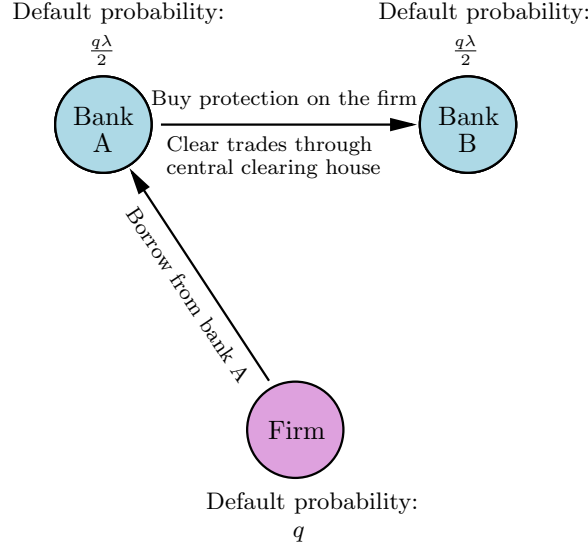 Default probability:
qλ/2
Default probability:
qλ/2
Bank
A
Buy protection on the firm
Clear trades through
central clearing house
Bank
B
Borrow from bank A
Firm
Default probability:
q